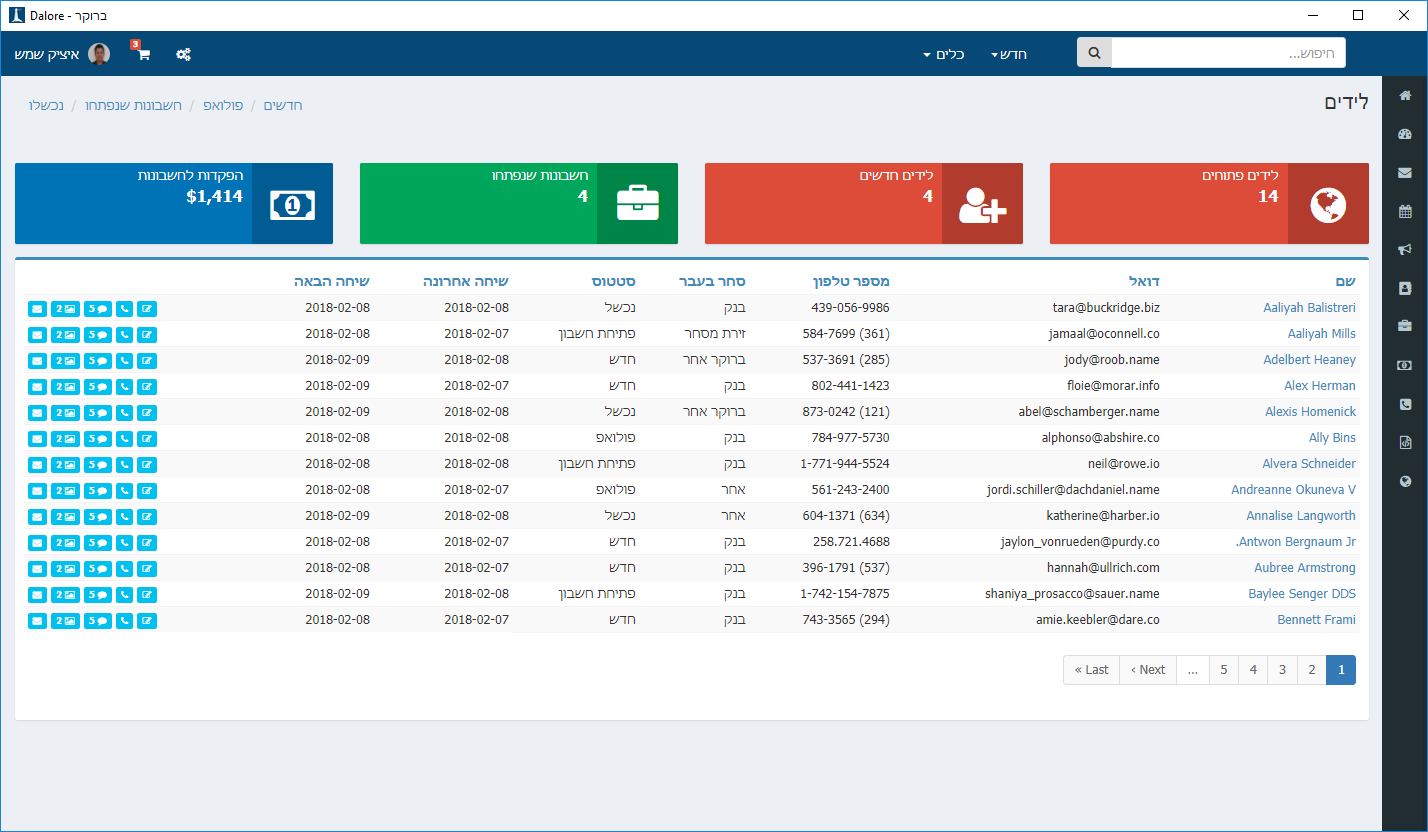 Dalore - ברוקר
חיפוש...
חדש
כלים
3
איציק שמש
לידים
חדשים / פולואפ / חשבונות שנפתחו / נכשלו
לידים פתוחים
14
לידים חדשים
4
חשבונות שנפתחו
4
הפקדות לחשבונות
$1,414
שם דואל מספר טלפון סחר בעבר סטטוס שיחה אחרונה שיחה הבאה
Aaliyah Balistreri tara@buckridge.biz 439-056-9986 בנק נכשל 2018-02-08 2018-02-08 5 2
Aaliyah Mills jamaal@oconnell.co 584-7699 (361) זירת מסחר פתיחת חשבון 2018-02-07 2018-02-08 5 2
Adelbert Heaney jody@roob.name 537-3691 (285) ברוקר אחר חדש 2018-02-08 2018-02-09 5 2
Alex Herman floie@morar.info 802-441-1423 בנק חדש 2018-02-07 2018-02-09 5 2
Alexis Homenick abel@schamberger.name 873-0242 (121) ברוקר אחר נכשל 2018-02-08 2018-02-09 5 2
Ally Bins alphonso@abshire.co 784-977-5730 בנק פולואפ 2018-02-08 2018-02-08 5 2
Alvera Schneider neil@rowe.io 1-771-944-5524 בנק פתיחת חשבון 2018-02-07 2018-02-08 5 2
Andreanne Okuneva V jordi.schiller@dachdaniel.name 561-243-2400 אחר פולואפ 2018-02-07 2018-02-08 5 2
Annalise Langworth katherine@harber.io 604-1371 (634) אחר נכשל 2018-02-08 2018-02-09 5 2
.Antwon Bergnaum Jr jaylon_vonrueden@purdy.co 258.721.4688 בנק חדש 2018-02-07 2018-02-08 5 2
Aubree Armstrong hannah@ullrich.com 396-1791 (537) בנק חדש 2018-02-07 2018-02-08 5 2
Baylee Senger DDS shaniya_prosacco@sauer.name 1-742-154-7875 בנק פתיחת חשבון 2018-02-08 2018-02-09 5 2
Bennett Frami amie.keebler@dare.co 743-3565 (294) בנק חדש 2018-02-07 2018-02-08 5 2
1 2 3 4 5 ... Next › Last »